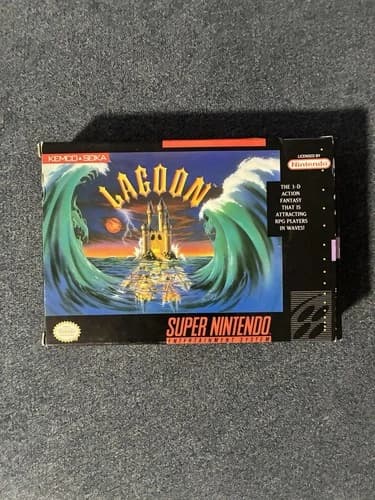 KEMCO★SEIKA
LAGOON
LICENSED BY
Nintendo
THE 3-D
ACTION
FANTASY
THAT IS
ATTRACTING
RPG PLAYERS
IN WAVES!
SUPER NINTENDO
ENTERTAINMENT SYSTEM